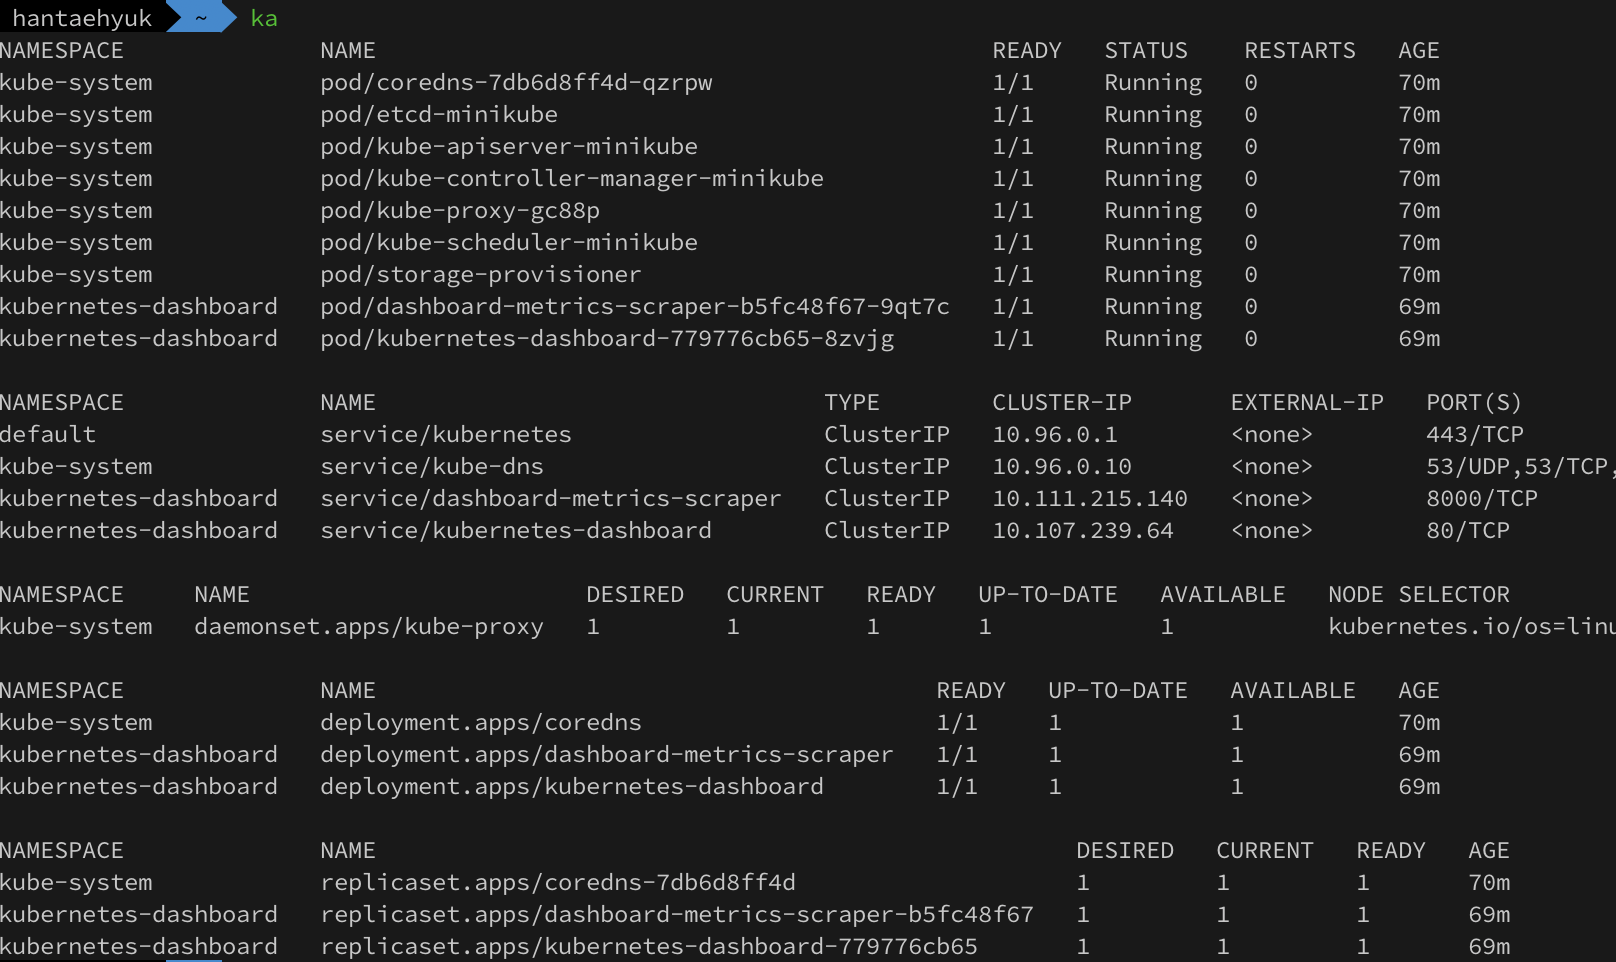 hantaehyuk ~ ka
NAMESPACE NAME READY STATUS RESTARTS AGE
kube-system pod/coredns-7db6d8ff4d-qzrpw 1/1 Running 0 70m
kube-system pod/etcd-minikube 1/1 Running 0 70m
kube-system pod/kube-apiserver-minikube 1/1 Running 0 70m
kube-system pod/kube-controller-manager-minikube 1/1 Running 0 70m
kube-system pod/kube-proxy-gc88p 1/1 Running 0 70m
kube-system pod/kube-scheduler-minikube 1/1 Running 0 70m
kube-system pod/storage-provisioner 1/1 Running 0 70m
kubernetes-dashboard pod/dashboard-metrics-scraper-b5fc48f67-9qt7c 1/1 Running 0 69m
kubernetes-dashboard pod/kubernetes-dashboard-779776cb65-8zvjg 1/1 Running 0 69m
NAMESPACE NAME TYPE CLUSTER-IP EXTERNAL-IP PORT(S)
default service/kubernetes ClusterIP 10.96.0.1 <none> 443/TCP
kube-system service/kube-dns ClusterIP 10.96.0.10 <none> 53/UDP,53/TCP,
kubernetes-dashboard service/dashboard-metrics-scraper ClusterIP 10.111.215.140 <none> 8000/TCP
kubernetes-dashboard service/kubernetes-dashboard ClusterIP 10.107.239.64 <none> 80/TCP
NAMESPACE NAME DESIRED CURRENT READY UP-TO-DATE AVAILABLE NODE SELECTOR
kube-system daemonset.apps/kube-proxy 1 1 1 1 1 kubernetes.io/os=linu
NAMESPACE NAME READY UP-TO-DATE AVAILABLE AGE
kube-system deployment.apps/coredns 1/1 1 1 70m
kubernetes-dashboard deployment.apps/dashboard-metrics-scraper 1/1 1 1 69m
kubernetes-dashboard deployment.apps/kubernetes-dashboard 1/1 1 1 69m
NAMESPACE NAME DESIRED CURRENT READY AGE
kube-system replicaset.apps/coredns-7db6d8ff4d 1 1 1 70m
kubernetes-dashboard replicaset.apps/dashboard-metrics-scraper-b5fc48f67 1 1 1 69m
kubernetes-dashboard replicaset.apps/kubernetes-dashboard-779776cb65 1 1 1 69m